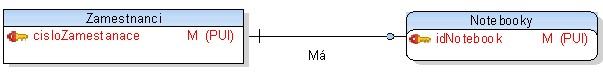 Zamestnanci
cisloZamestanace M (PUI)
Má
Notebooky
idNotebook M (PUI)